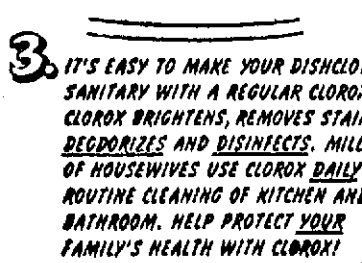 3. IT'S EASY TO MAKE YOUR DISHCLO
SANITARY WITH A REGULAR CLOROX
CLOROX BRIGHTENS, REMOVES STAI
DEODORIZES AND DISINFECTS. MILL
OF HOUSEWIVES USE CLOROX DAILY
ROUTINE CLEANING OF KITCHEN AND
BATHROOM. HELP PROTECT YOUR
FAMILY'S HEALTH WITH CLOROX!